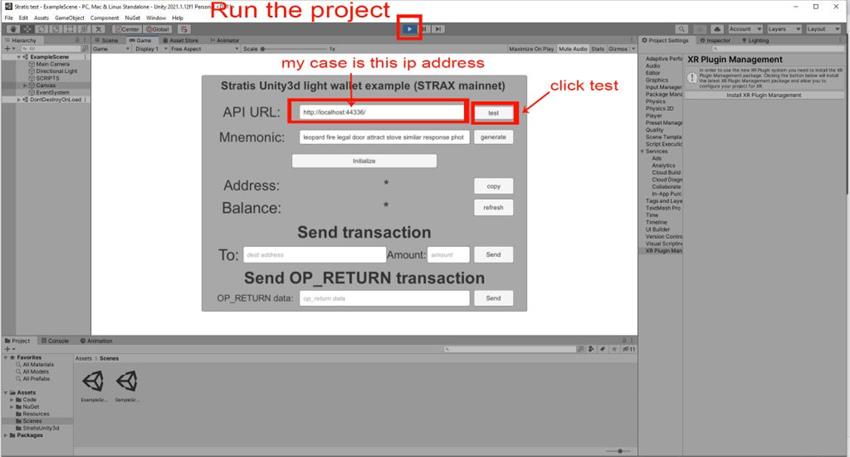 Stratis test - ExampleScene - PC, Mac & Linux Standalone - Unity 2021.1.12f1 Personal
Run the project
File Edit Assets GameObject Component NuGet Window Help
Center Global
Account Layers Layout
Hierarchy
Scene Game Asset Store Animator
Project Settings Inspector Lighting
Game Display 1 Free Aspect Scale 1x Maximize On Play Mute Audio Stats Gizmos
All
ExampleScene
Main Camera
Directional Light
SCRIPTS
Canvas
EventSystem
DontDestroyOnLoad
my case is this ip address
click test
Stratis Unity3d light wallet example (STRAX mainnet)
API URL: http://localhost:44336/ test
Mnemonic: leopard fire legal door attract stove similar response phot generate
Initialize
Address: * copy
Balance: * refresh
Send transaction
To: dest address Amount: amount Send
Send OP_RETURN transaction
OP_RETURN data: op_return data Send
Adaptive Perfo
Audio
Editor
Graphics
Input Manager
Package Mana
Physics
Physics 2D
Player
Preset Manag
Quality
Scene Templat
Script Executio
Services
Ads
Analytics
Cloud Build
Cloud Diagno
Collaborate
In-App Purc
Tags and Laye
TextMesh Pro
Time
Timeline
UI Builder
Version Contro
Visual Scriptin
XR Plugin Man
XR Plugin Management
In order to use the new XR Plugin system you need to install the XR
Plugin Management package. Clicking the button below will install
the latest XR Plugin Management package and allow you to
configure your project for XR.
Install XR Plugin Management
Project Console Animation
11
Favorites
All Materials
All Models
All Prefabs
Assets
Code
NuGet
Resources
Scenes
StratisUnity3d
Packages
Assets > Scenes
ExampleSc...
SampleSc...